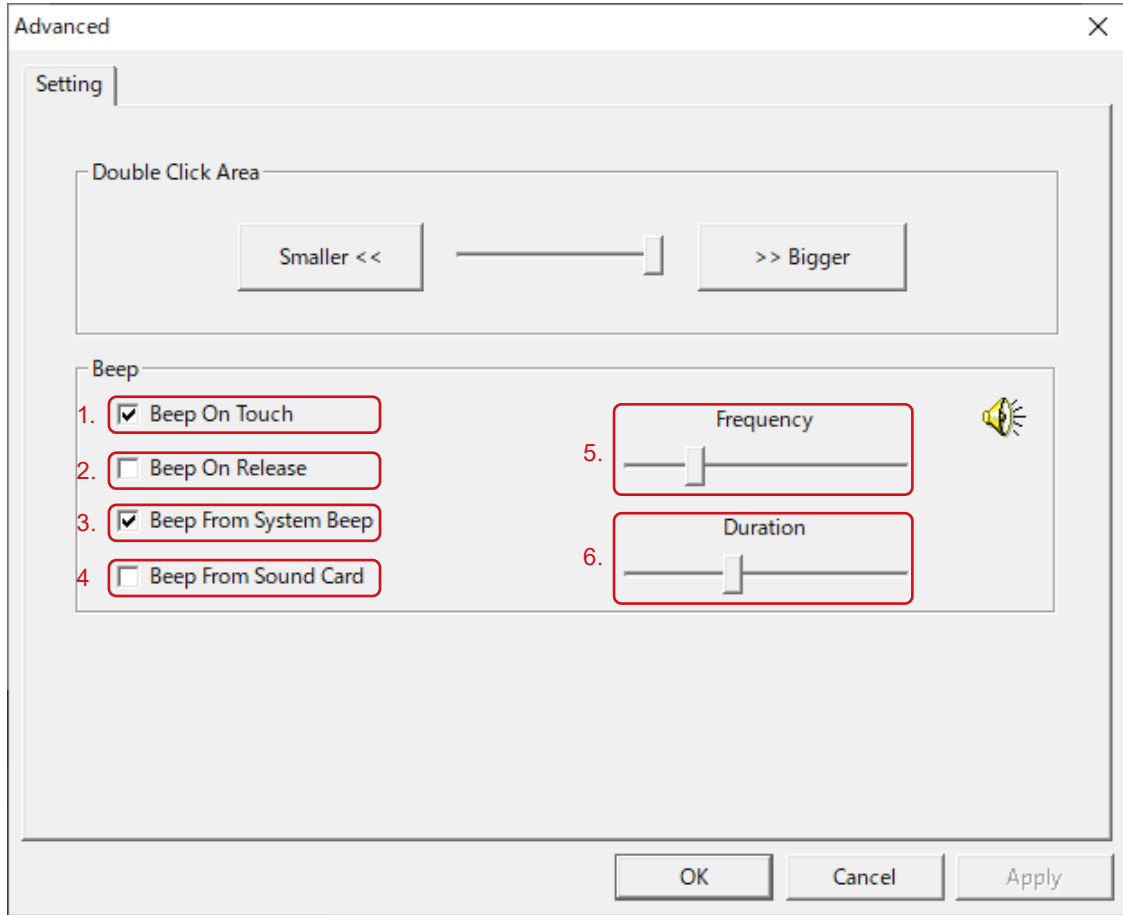 Advanced
Setting
Double Click Area
Smaller <<
>> Bigger
Beep
1. Beep On Touch
2. Beep On Release
3. Beep From System Beep
4 Beep From Sound Card
5. Frequency
6. Duration
OK
Cancel
Apply